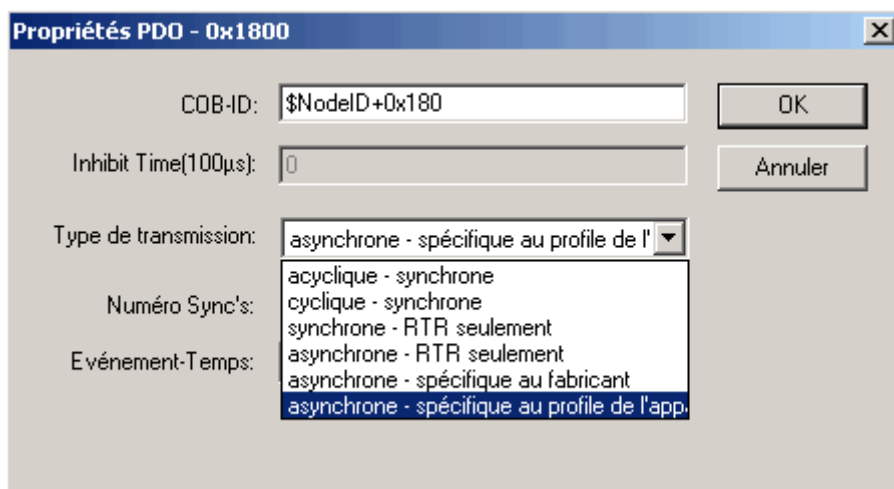 Propriétés PDO - 0x1800
COB-ID: $NodeID+0x180 OK
Inhibit Time(100µs): 0 Annuler
Type de transmission: asynchrone - spécifique au profile de l'
acyclique - synchrone
Numéro Sync's: cyclique - synchrone
synchrone - RTR seulement
Evénement-Temps: asynchrone - RTR seulement
asynchrone - spécifique au fabricant
asynchrone - spécifique au profile de l'app